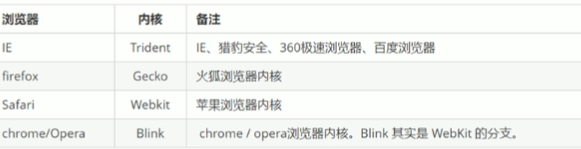 浏览器 内核 备注
IE Trident IE、猎豹安全、360极速浏览器、百度浏览器
firefox Gecko 火狐浏览器内核
Safari Webkit 苹果浏览器内核
chrome/Opera Blink chrome / opera浏览器内核。Blink 其实是 WebKit 的分支。